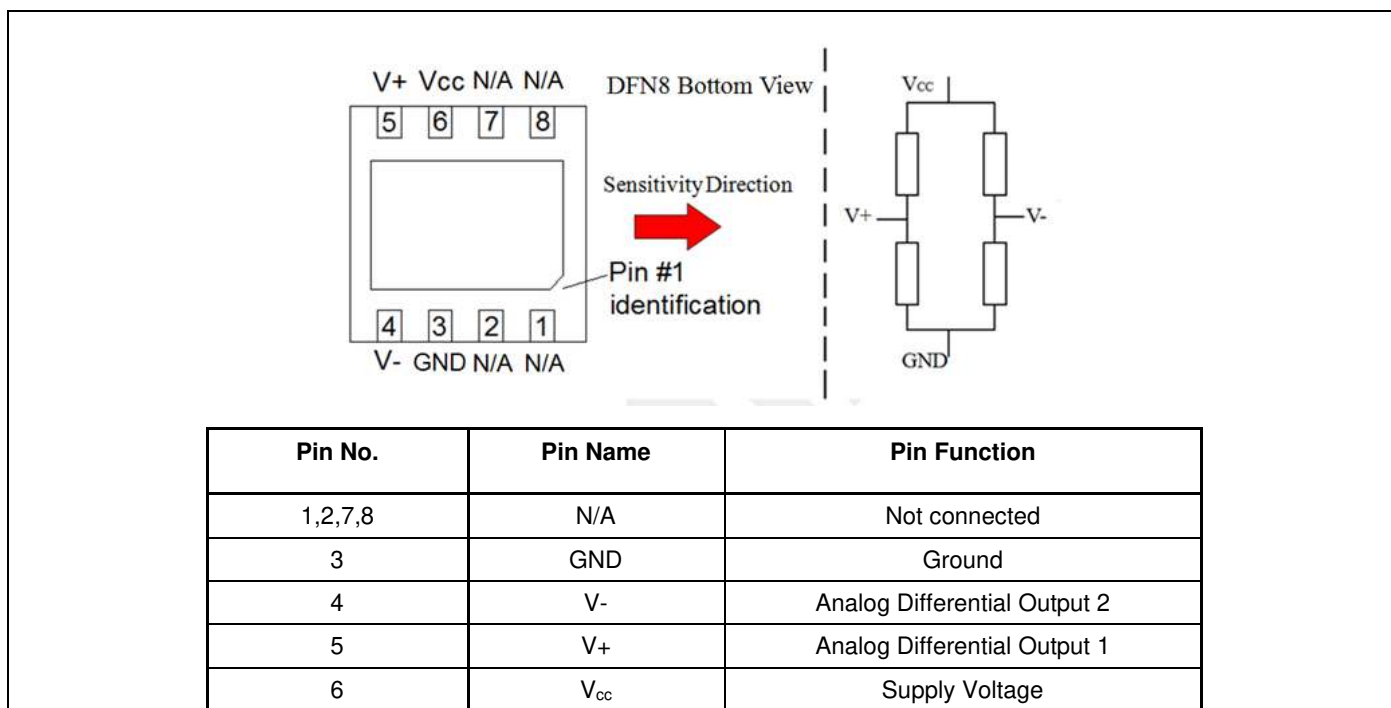 V+ Vcc N/A N/A
DFN8 Bottom View
Vcc
5 6 7 8
Sensitivity Direction
V+
V-
Pin #1
identification
4 3 2 1
V- GND N/A N/A
GND
Pin No. Pin Name Pin Function
1,2,7,8 N/A Not connected
3 GND Ground
4 V- Analog Differential Output 2
5 V+ Analog Differential Output 1
6 Vcc Supply Voltage